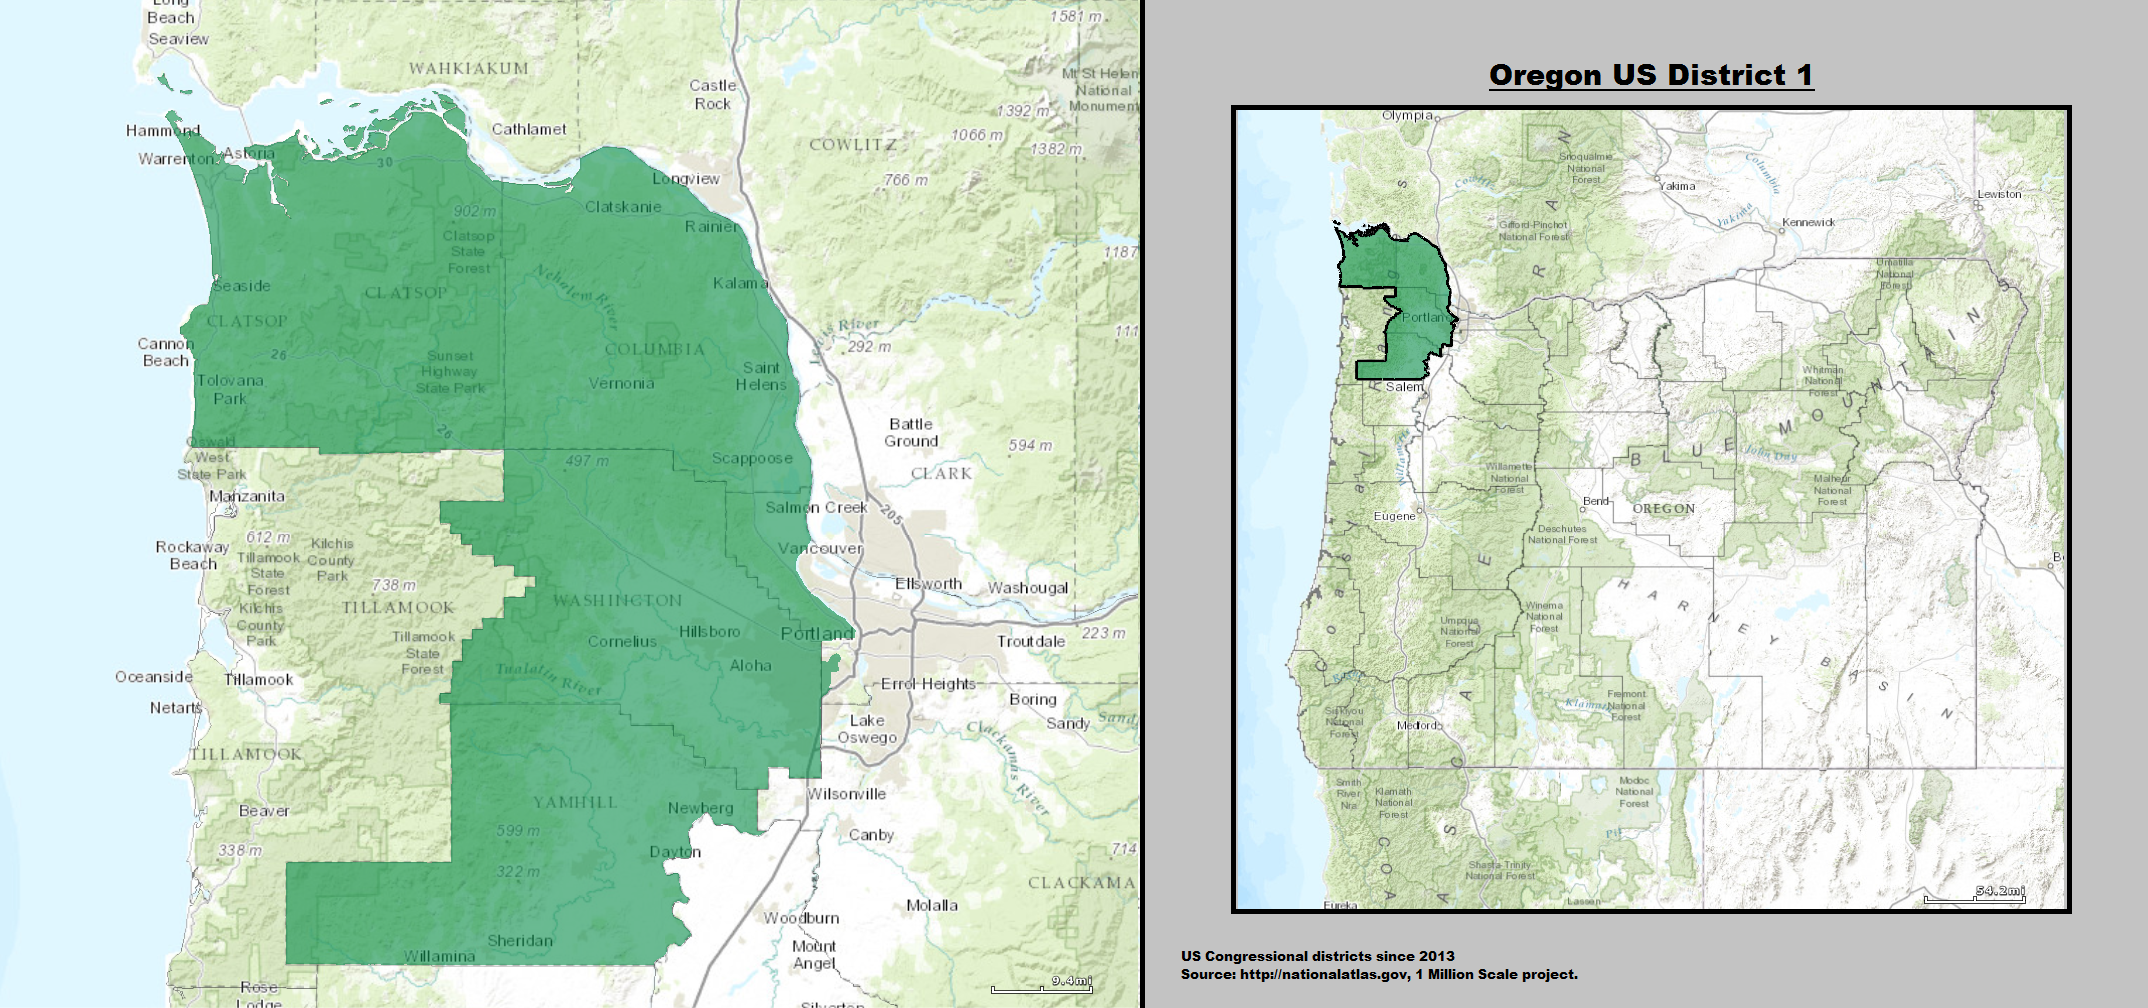 Long
Beach
Seaview
WAHKIAKUM
1581 m
Castle
Rock
Mt St Helen
National
Monument
1392 m
Hammond
Cathlamet
1066 m
COWLITZ
1382 m
Warrenton
Astoria
30
Longview
766 m
902 m
Clatskanie
Clatsop
State
Forest
Rainier
1187
Nehalem River
Seaside
CLATSOP
Kalama
CLATSOP
Lewis River
111
Cannon
Beach
26
Sunset
Highway
State Park
COLUMBIA
292 m
Tolovana
Park
Vernonia
Saint
Helens
26
Battle
Ground
594 m
Oswald
West
State Park
497 m
Scappoose
CLARK
Manzanita
Salmon Creek
205
612 m
Rockaway
Beach
Tillamook
State
Forest
Kilchis
County
Park
Vancouver
738 m
Ellsworth
Washougal
Kilchis
County
Park
TILLAMOOK
WASHINGTON
Tillamook
State
Forest
Cornelius
Hillsboro
Portland
Troutdale
223 m
Aloha
Oceanside
Tillamook
Tualatin River
Errol Heights
Netarts
Boring
Lake
Oswego
Sandy
Sand
Clackamas River
TILLAMOOK
Wilsonville
YAMHILL
Newberg
Beaver
599 m
Canby
338 m
Dayton
714
322 m
CLACKAMA
Molalla
Woodburn
Sheridan
Willamina
Mount
Angel
Rose
Lodge
9.4mi
Silverton
Oregon US District 1
Olympia
Snoqualmie
National
Forest
Columbia
Yakima
Lewiston
Cowlitz
Yakima
Kennewick
Gifford-Pinchot
National Forest
Umatilla
National
Forest
Portland
Whitman
National
Forest
Salem
BLUE MOUNTAIN
John Day
Willamette
Willamette
National
Forest
Malheur
National
Forest
Bend
OREGON
Eugene
Deschutes
National Forest
B
HARNEY BASIN
Winema
National
Forest
Umpqua
National
Forest
Siskiyou
National
Forest
Fremont
National
Forest
Klamath
Medford
Smith
River
Nra
Klamath
National
Forest
Modoc
National
Forest
Pit
Shasta-Trinity
National Forest
Lassen
Eureka
54.2mi
US Congressional districts since 2013
Source: http://nationalatlas.gov, 1 Million Scale project.